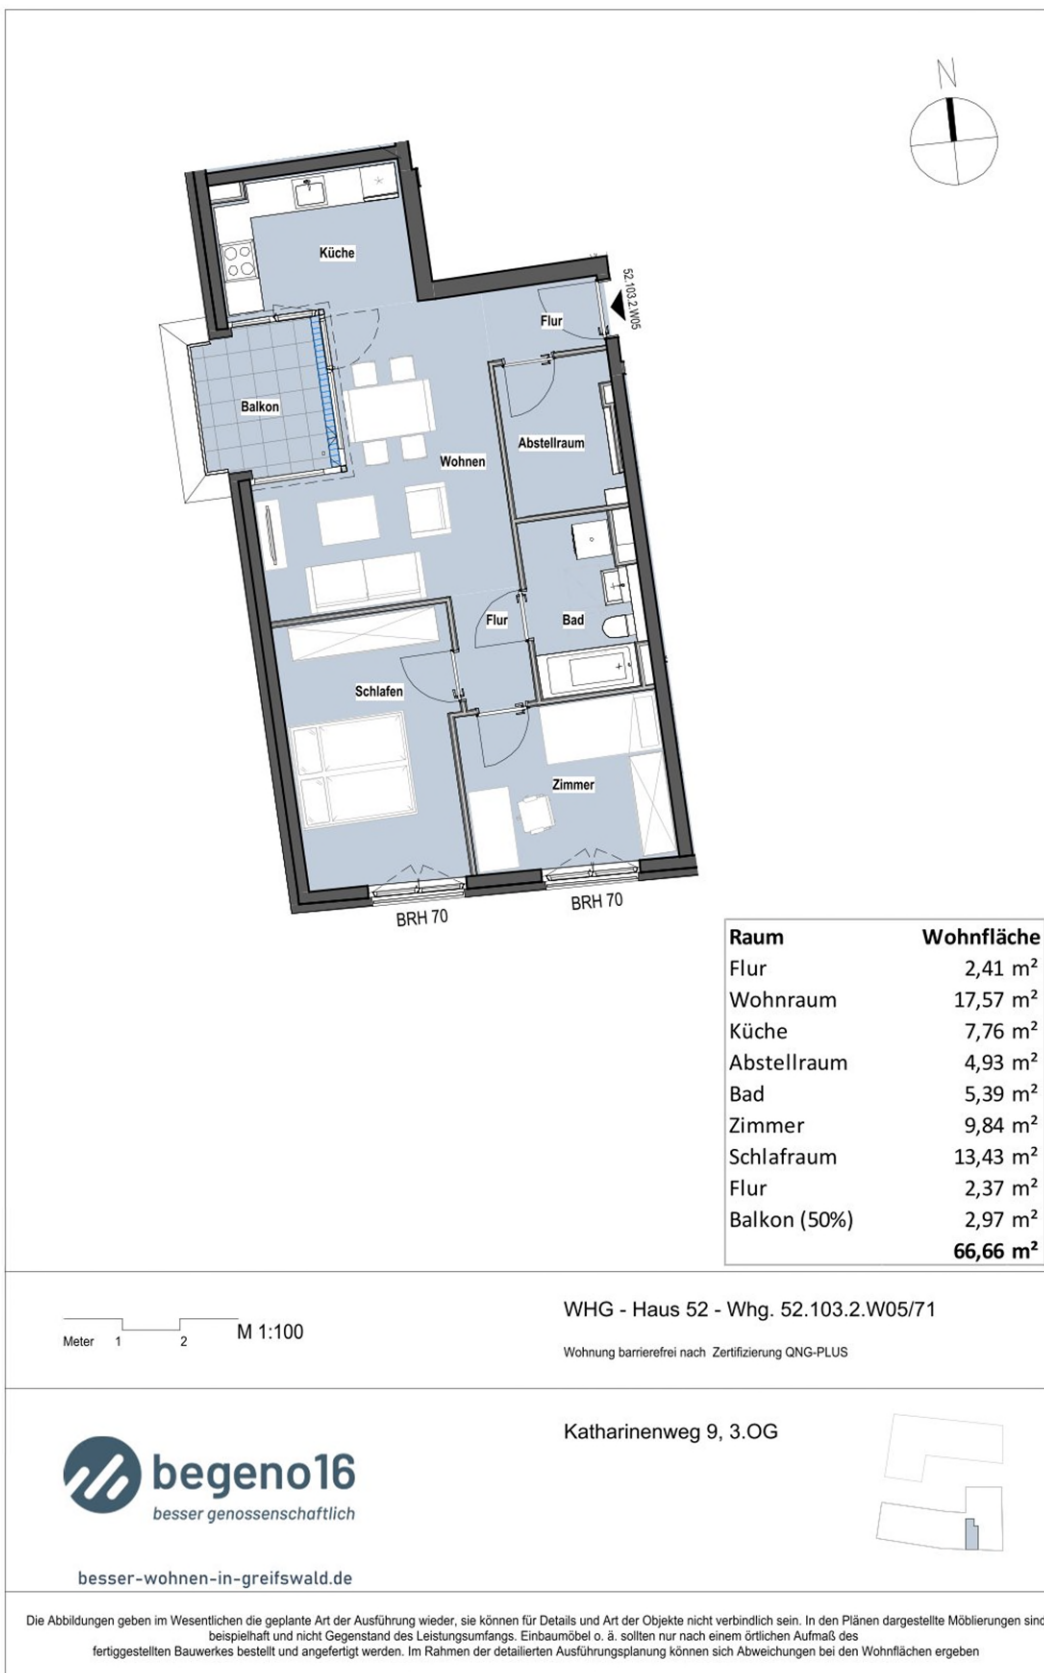 N
52.103.2.W05
Küche
Flur
Balkon
Abstellraum
Wohnen
Flur
Bad
Schlafen
Zimmer
BRH 70
BRH 70
Raum Wohnfläche
Flur 2,41 m²
Wohnraum 17,57 m²
Küche 7,76 m²
Abstellraum 4,93 m²
Bad 5,39 m²
Zimmer 9,84 m²
Schlafraum 13,43 m²
Flur 2,37 m²
Balkon (50%) 2,97 m²
66,66 m²
Meter 1 2 M 1:100
WHG - Haus 52 - Whg. 52.103.2.W05/71
Wohnung barrierefrei nach Zertifizierung QNG-PLUS
Katharinenweg 9, 3.OG
begeno16
besser genossenschaftlich
besser-wohnen-in-greifswald.de
Die Abbildungen geben im Wesentlichen die geplante Art der Ausführung wieder, sie können für Details und Art der Objekte nicht verbindlich sein. In den Plänen dargestellte Möblierungen sind
beispielhaft und nicht Gegenstand des Leistungsumfangs. Einbaumöbel o. ä. sollten nur nach einem örtlichen Aufmaß des
fertiggestellten Bauwerkes bestellt und angefertigt werden. Im Rahmen der detailierten Ausführungsplanung können sich Abweichungen bei den Wohnflächen ergeben